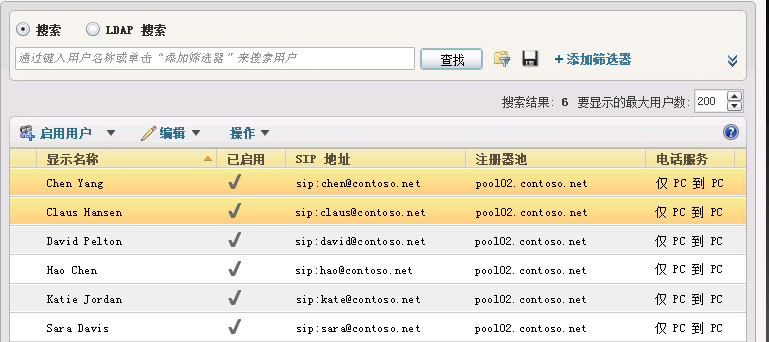 搜索 LDAP 搜索
通过键入用户名称或单击“添加筛选器”来搜索用户 查找 + 添加筛选器
搜索结果: 6 要显示的最大用户数: 200
启用用户 编辑 操作
显示名称 已启用 SIP 地址 注册器池 电话服务
Chen Yang sip:chen@contoso.net pool02.contoso.net 仅 PC 到 PC
Claus Hansen sip:claus@contoso.net pool02.contoso.net 仅 PC 到 PC
David Pelton sip:david@contoso.net pool02.contoso.net 仅 PC 到 PC
Hao Chen sip:hao@contoso.net pool02.contoso.net 仅 PC 到 PC
Katie Jordan sip:kate@contoso.net pool02.contoso.net 仅 PC 到 PC
Sara Davis sip:sara@contoso.net pool02.contoso.net 仅 PC 到 PC